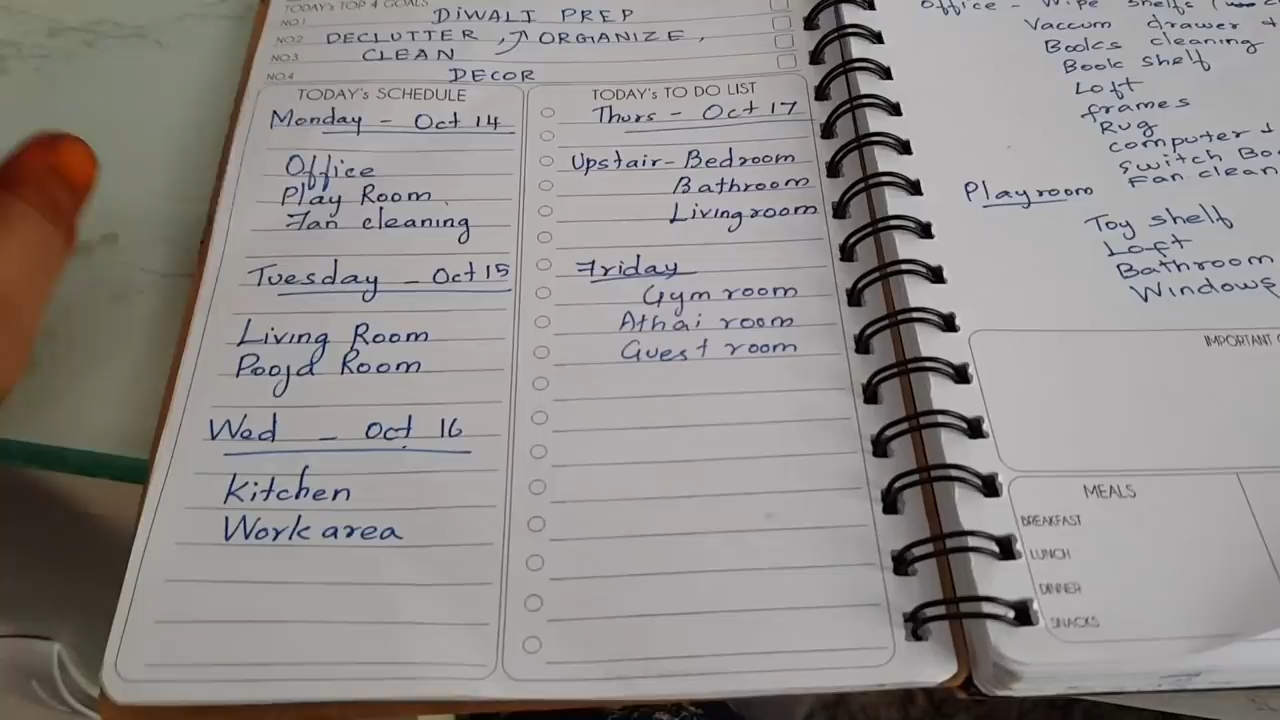 TODAY's TOP 4 GOALS
NO.1 DIWALI PREP
NO.2 DECLUTTER, ORGANIZE,
NO.3 CLEAN
NO.4 DECOR
TODAY's SCHEDULE
Monday - Oct 14
Office
Play Room
Fan cleaning
Tuesday - Oct 15
Living Room
Pooja Room
Wed - Oct 16
Kitchen
Work area
TODAY's TO DO LIST
Thurs - Oct 17
Upstair - Bedroom
Bathroom
Livingroom
Friday
Gym room
Athai room
Guest room
Office - Wipe shelfs
Vaccum drawer
Books cleaning
Book shelf
Loft
frames
Rug
computer
Switch Bo
Fan clean
Playroom
Toy shelf
Loft
Bathroom
Windows
IMPORTANT
MEALS
BREAKFAST
LUNCH
DINNER
SNACKS